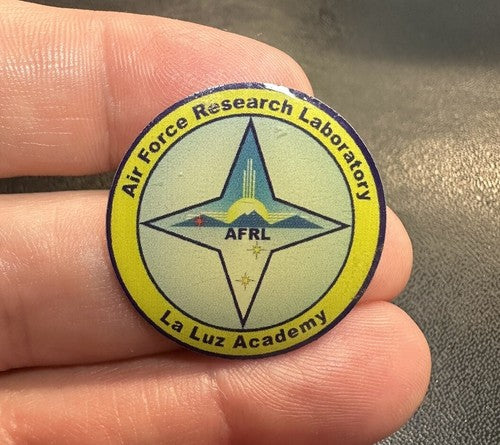 Air Force Research Laboratory
AFRL
La Luz Academy